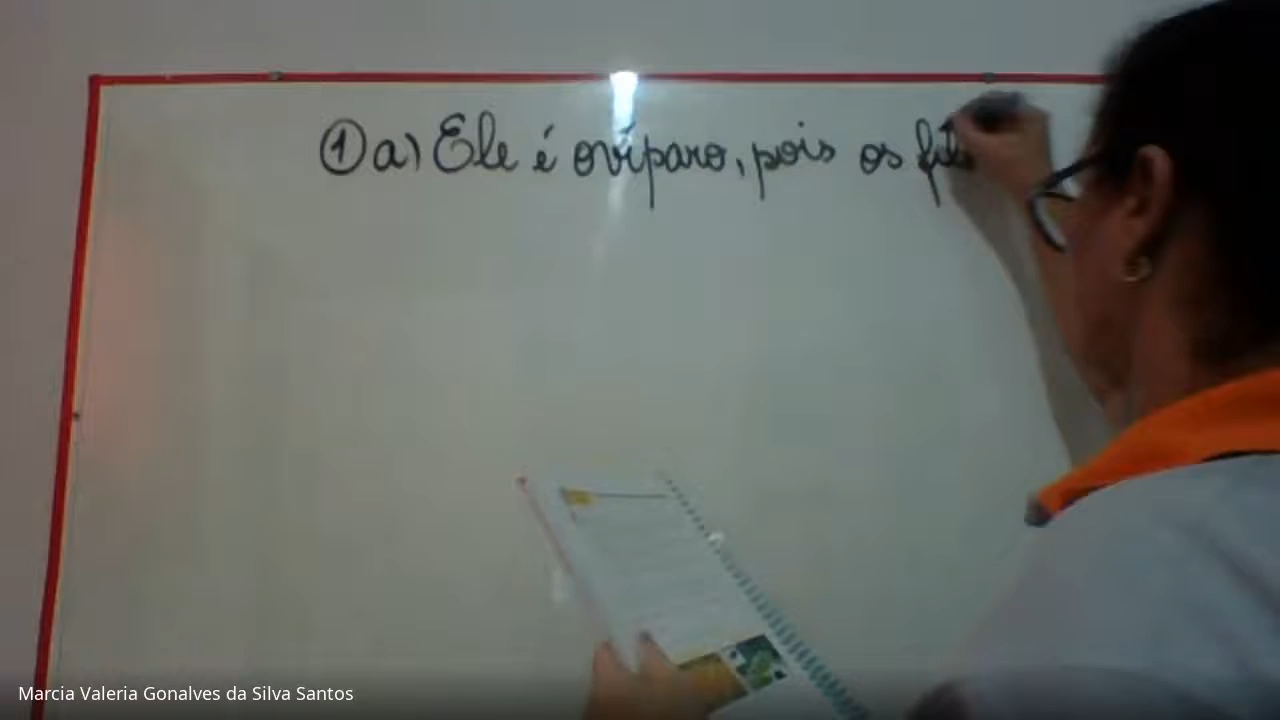 ① a) Ele é ovíparo, pois os
Marcia Valeria Gonalves da Silva Santos